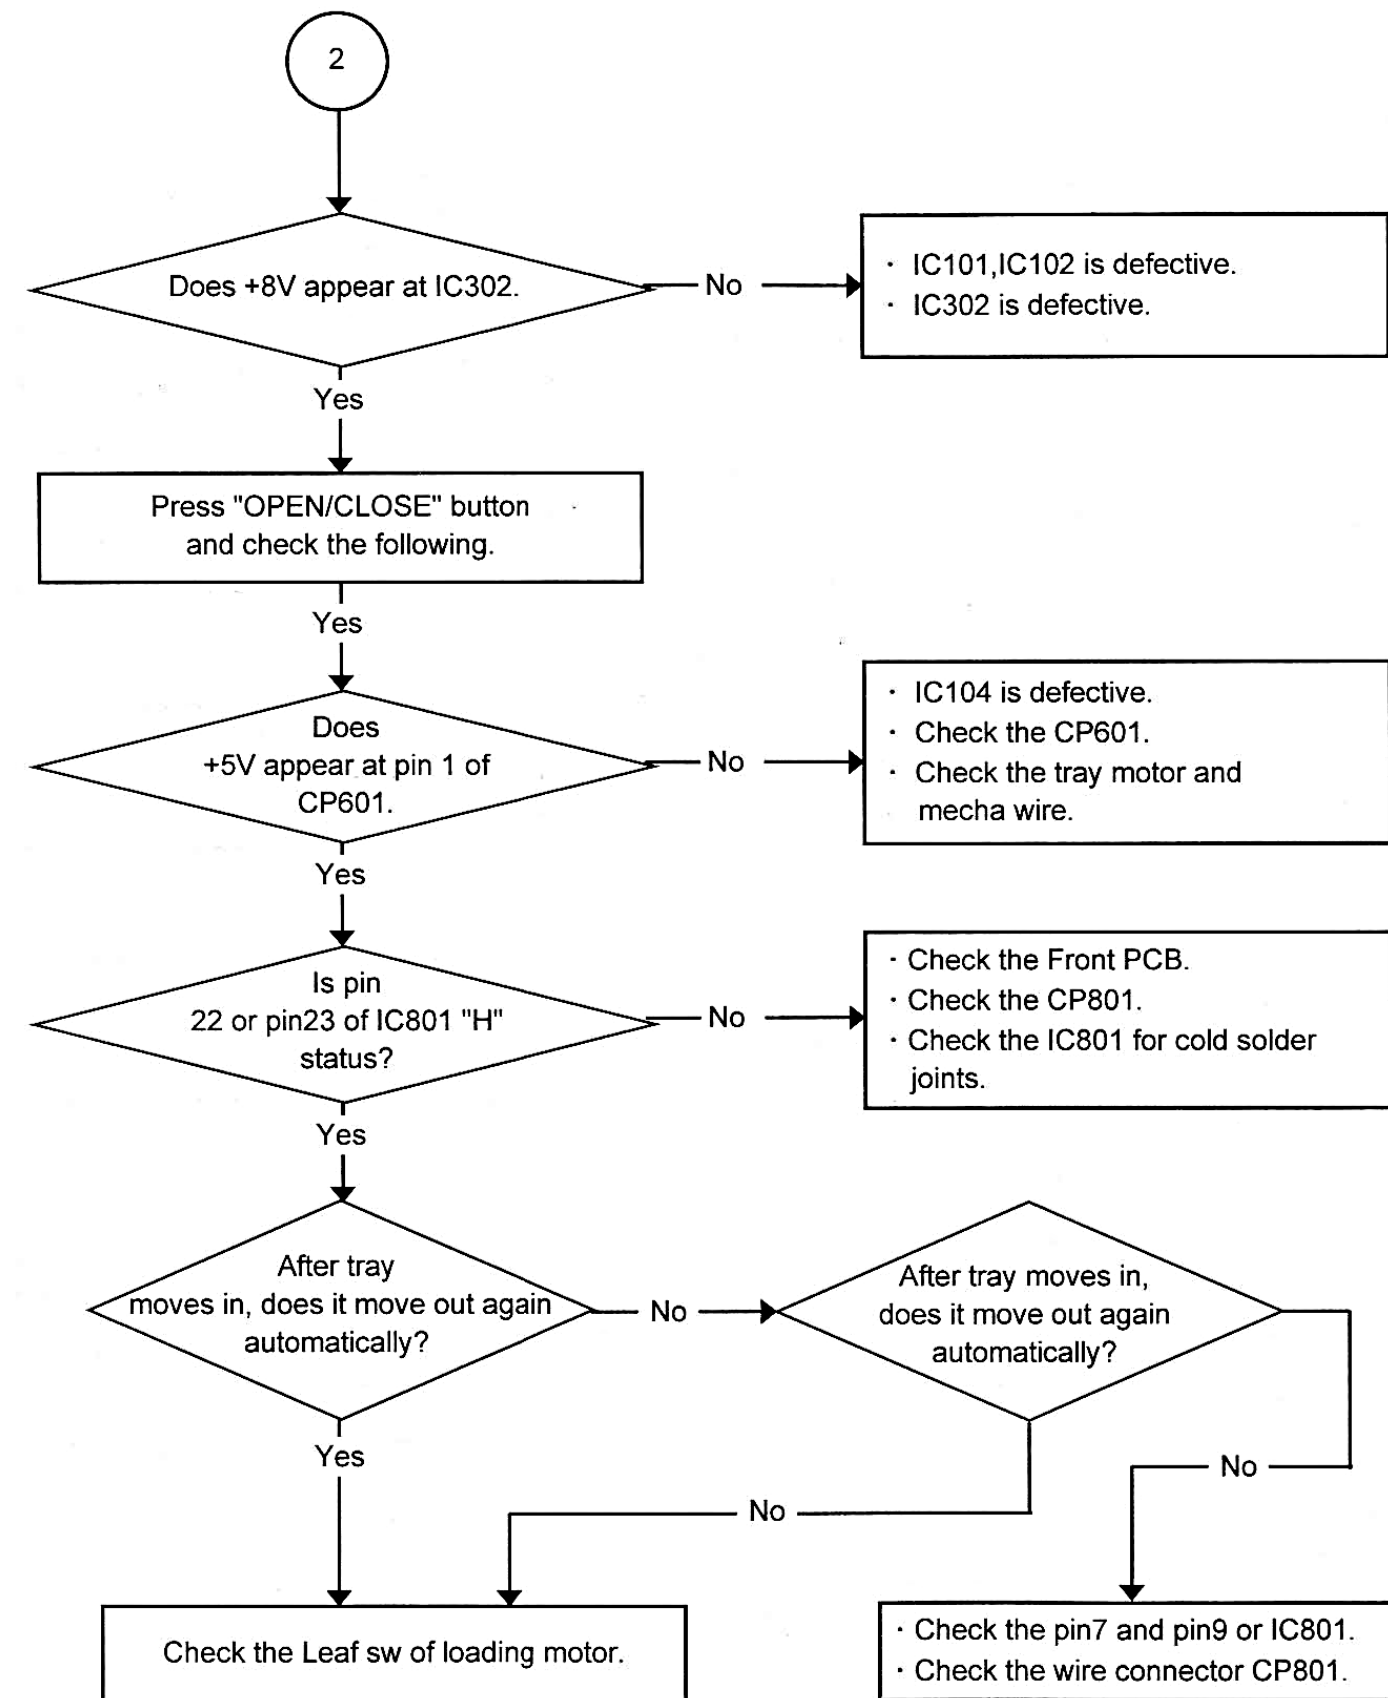 2
Does +8V appear at IC302.
No
· IC101,IC102 is defective.
· IC302 is defective.
Yes
Press "OPEN/CLOSE" button
and check the following.
Yes
Does
+5V appear at pin 1 of
CP601.
No
· IC104 is defective.
· Check the CP601.
· Check the tray motor and
mecha wire.
Yes
Is pin
22 or pin23 of IC801 "H"
status?
No
· Check the Front PCB.
· Check the CP801.
· Check the IC801 for cold solder
joints.
Yes
After tray
moves in, does it move out again
automatically?
No
After tray moves in,
does it move out again
automatically?
Yes
No
No
Check the Leaf sw of loading motor.
· Check the pin7 and pin9 or IC801.
· Check the wire connector CP801.